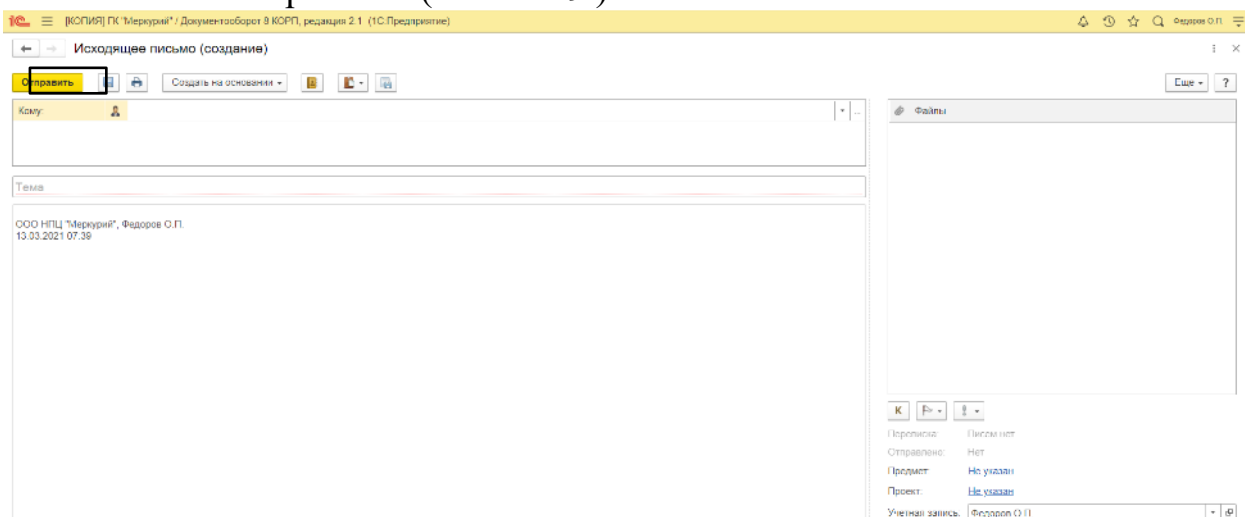 [КОПИЯ] ГК "Меркурий" / Документооборот 8 КОРП, редакция 2.1 (1С:Предприятие)
Федоров О.П.
Исходящее письмо (создание)
Отправить
Создать на основании
Еще
?
Кому:
...
Файлы
Тема
ООО НПЦ "Меркурий", Федоров О.П.
13.03.2021 07:39
К
Переписка: Писем нет
Отправлено: Нет
Предмет: Не указан
Проект: Не указан
Учетная запись: Федоров О.П.